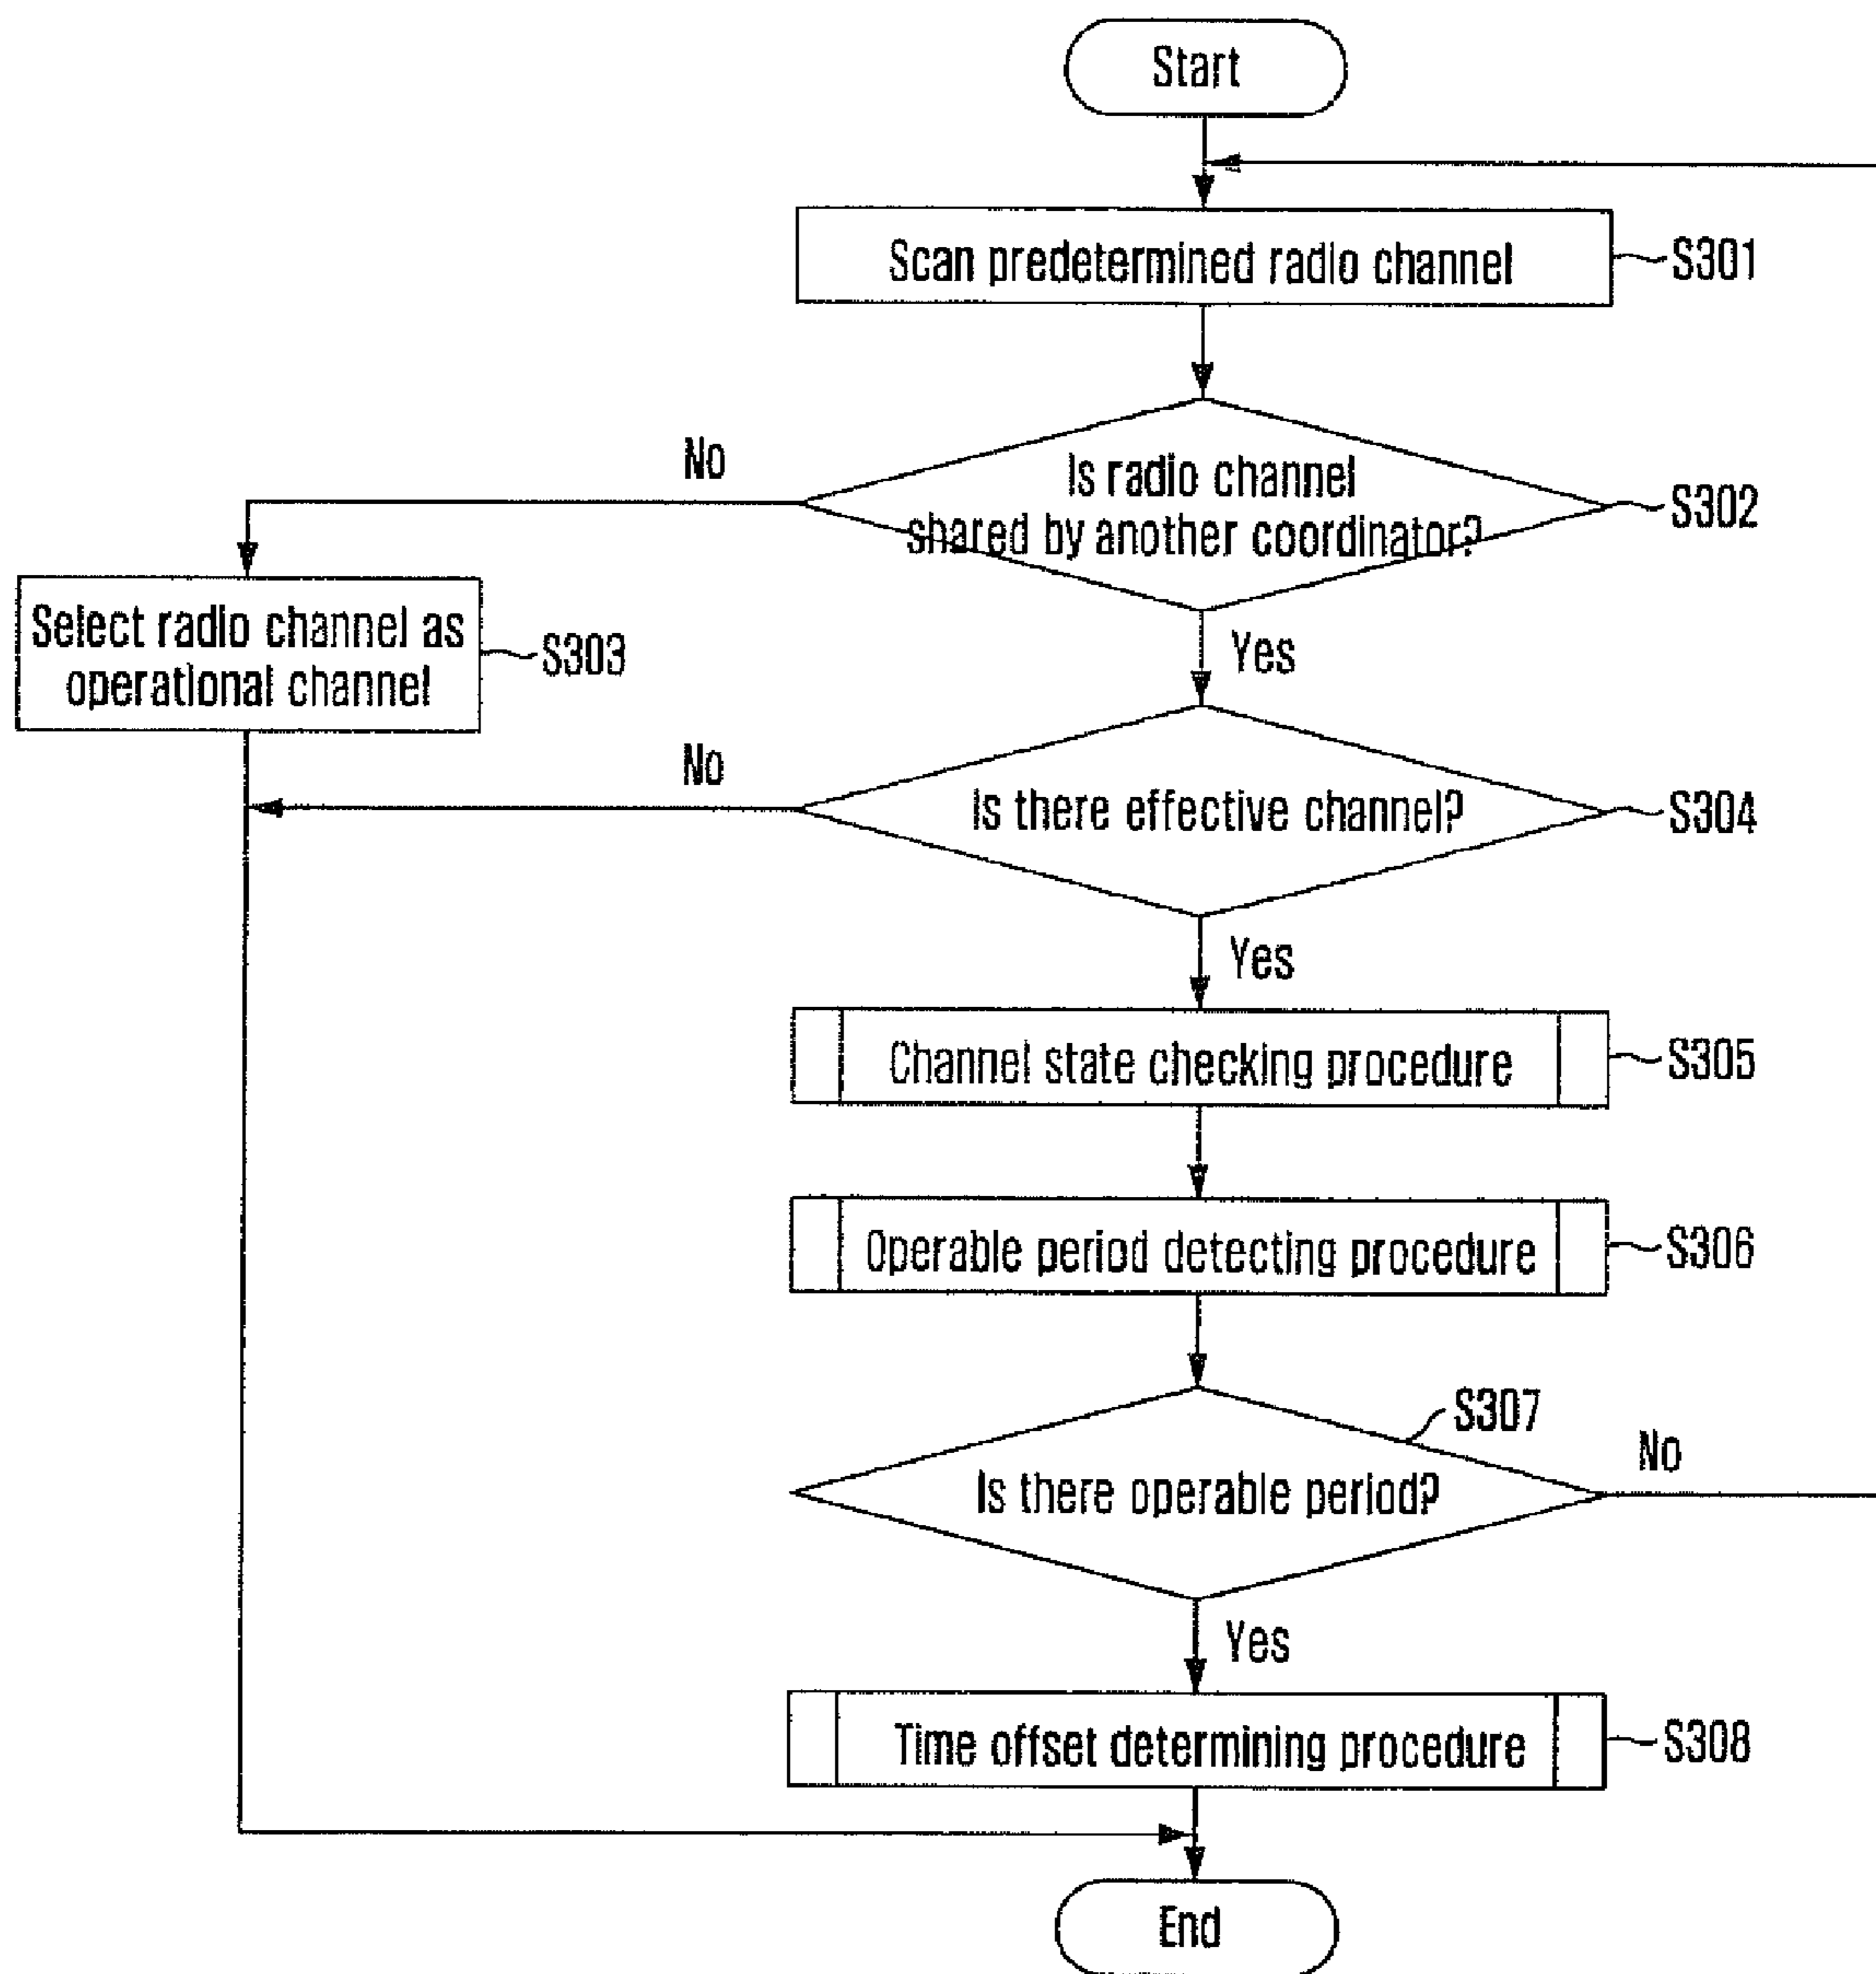 Start
Scan predetermined radio channel
S301
No
Is radio channel
shared by another coordinator?
S302
Select radio channel as
operational channel
S303
Yes
No
Is there effective channel?
S304
Yes
Channel state checking procedure
S305
Operable period detecting procedure
S306
S307
Is there operable period?
No
Yes
Time offset determining procedure
S308
End